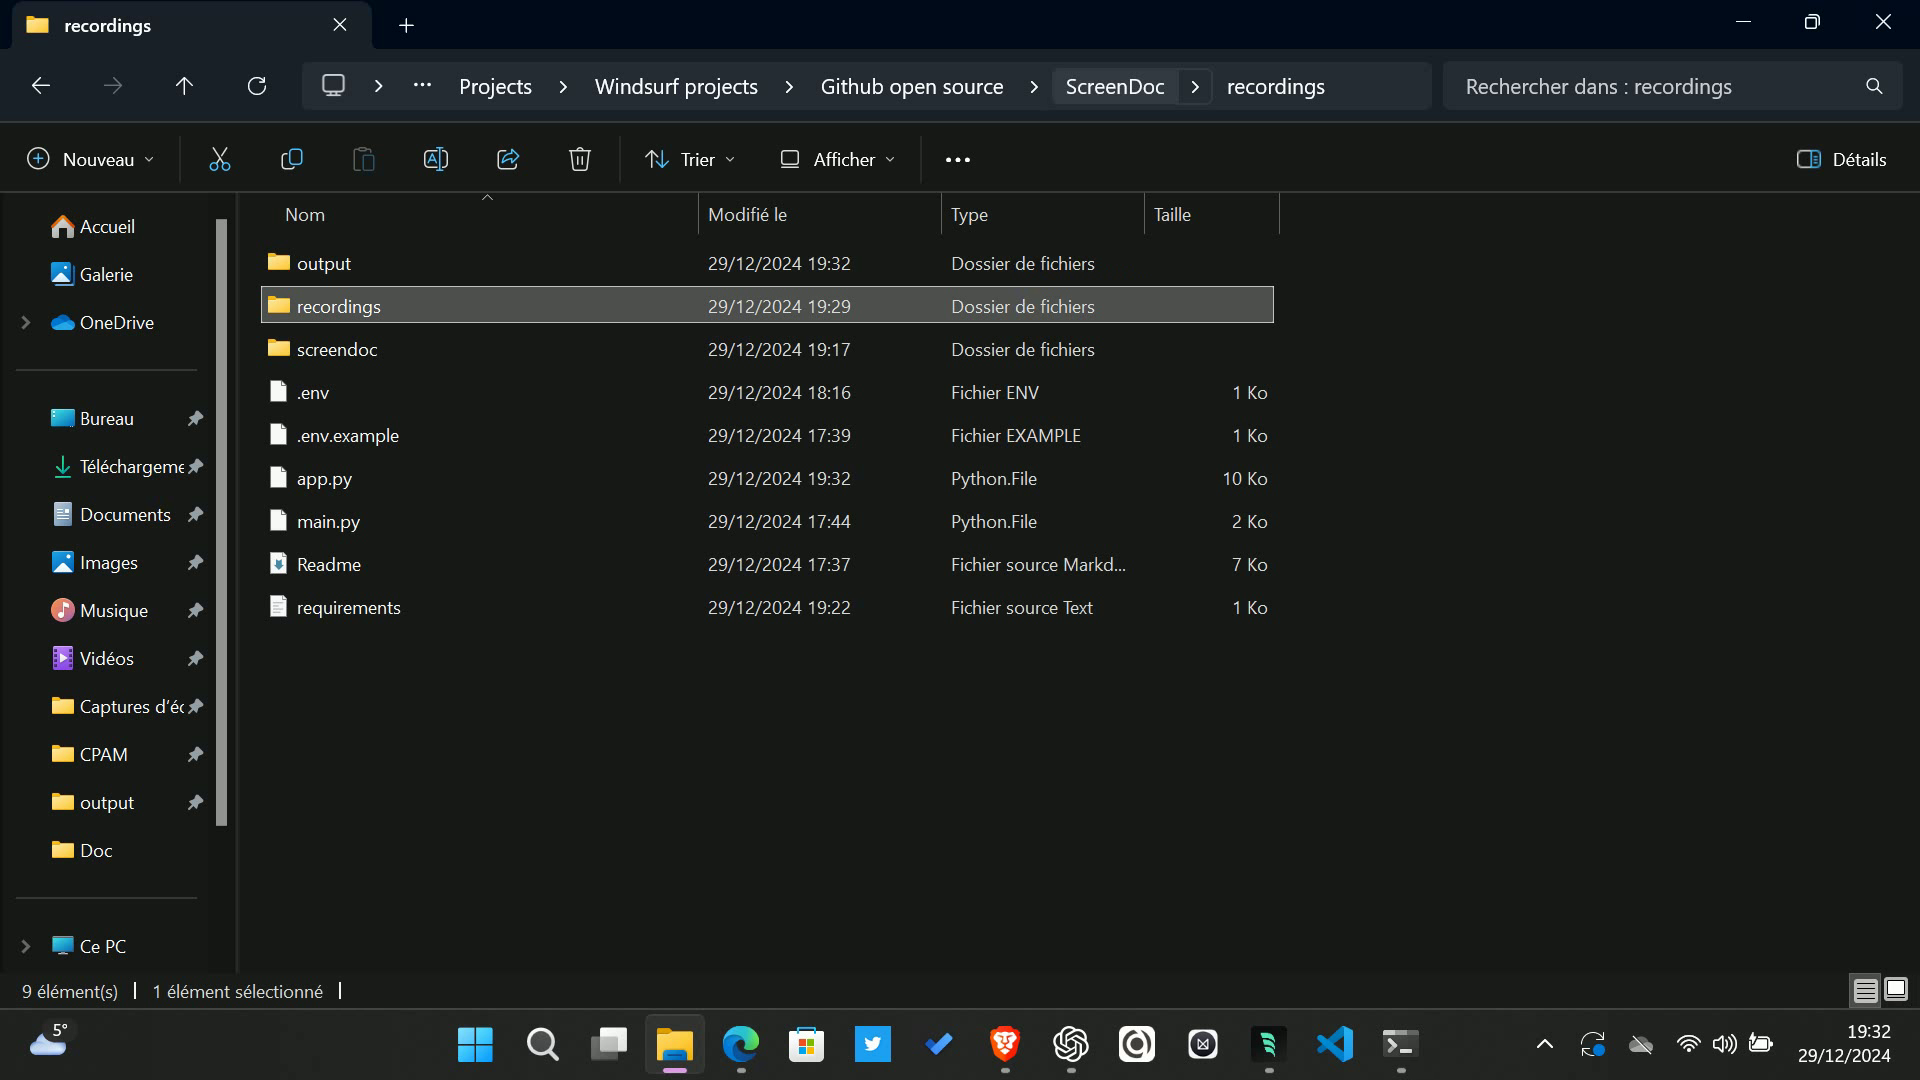 recordings
Projects > Windsurf projects > Github open source > ScreenDoc > recordings
Rechercher dans : recordings
Nouveau
Trier
Afficher
Détails
Nom Modifié le Type Taille
output 29/12/2024 19:32 Dossier de fichiers
recordings 29/12/2024 19:29 Dossier de fichiers
screendoc 29/12/2024 19:17 Dossier de fichiers
.env 29/12/2024 18:16 Fichier ENV 1 Ko
.env.example 29/12/2024 17:39 Fichier EXAMPLE 1 Ko
app.py 29/12/2024 19:32 Python.File 10 Ko
main.py 29/12/2024 17:44 Python.File 2 Ko
Readme 29/12/2024 17:37 Fichier source Markd... 7 Ko
requirements 29/12/2024 19:22 Fichier source Text 1 Ko
Accueil
Galerie
OneDrive
Bureau
Téléchargeme
Documents
Images
Musique
Vidéos
Captures d'éc
CPAM
output
Doc
Ce PC
9 élément(s) | 1 élément sélectionné |
5°
19:32
29/12/2024